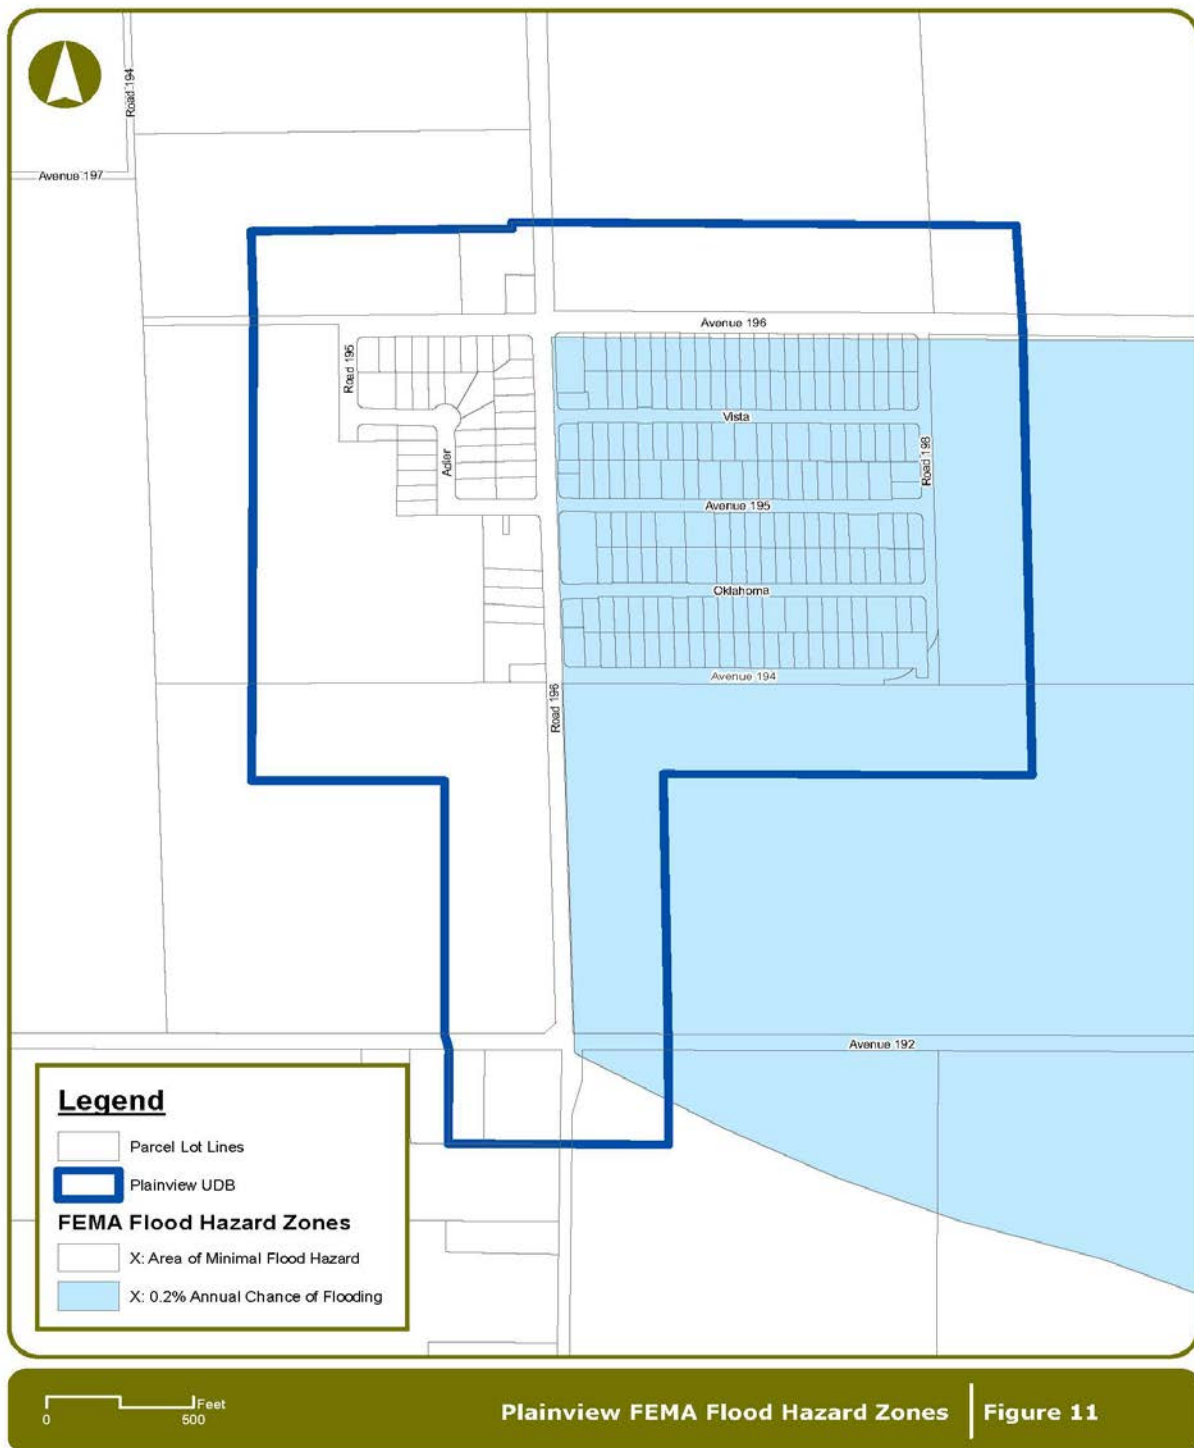 Road 194
Avenue 197
Avenue 196
Road 195
Vista
Adler
Road 198
Avenue 195
Oklahoma
Avenue 194
Road 196
Avenue 192
Legend
Parcel Lot Lines
Plainview UDB
FEMA Flood Hazard Zones
X: Area of Minimal Flood Hazard
X: 0.2% Annual Chance of Flooding
Feet
0 500
Plainview FEMA Flood Hazard Zones Figure 11